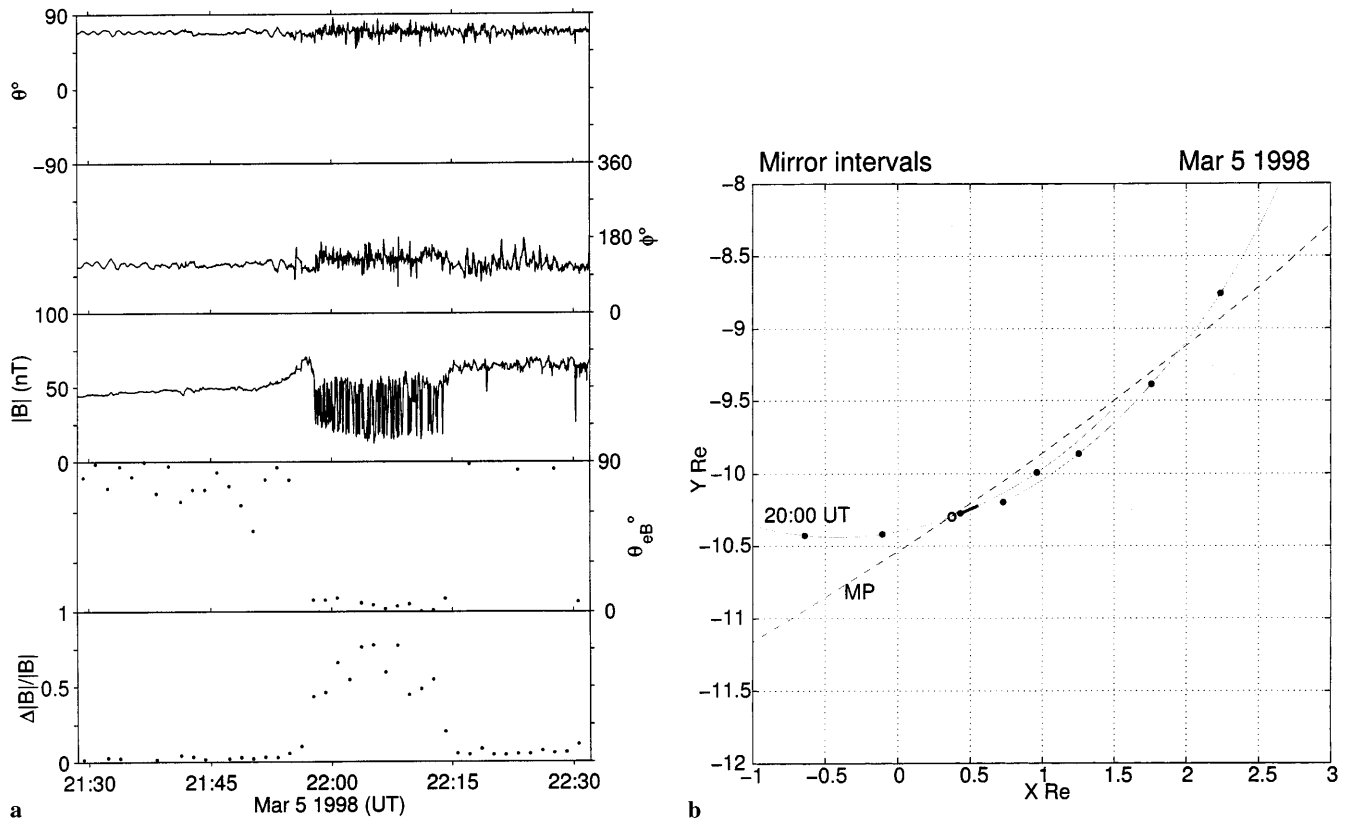 90
0
−90
θ°
360
180
0
φ°
100
50
0
|B| (nT)
90
0
θeB°
1
0.5
0
Δ|B|/|B|
21:30 21:45 22:00 22:15 22:30
Mar 5 1998 (UT)
a
Mirror intervals Mar 5 1998
−8
−8.5
−9
−9.5
−10
−10.5
−11
−11.5
−12
Y Re
20:00 UT
MP
−1 −0.5 0 0.5 1 1.5 2 2.5 3
X Re
b